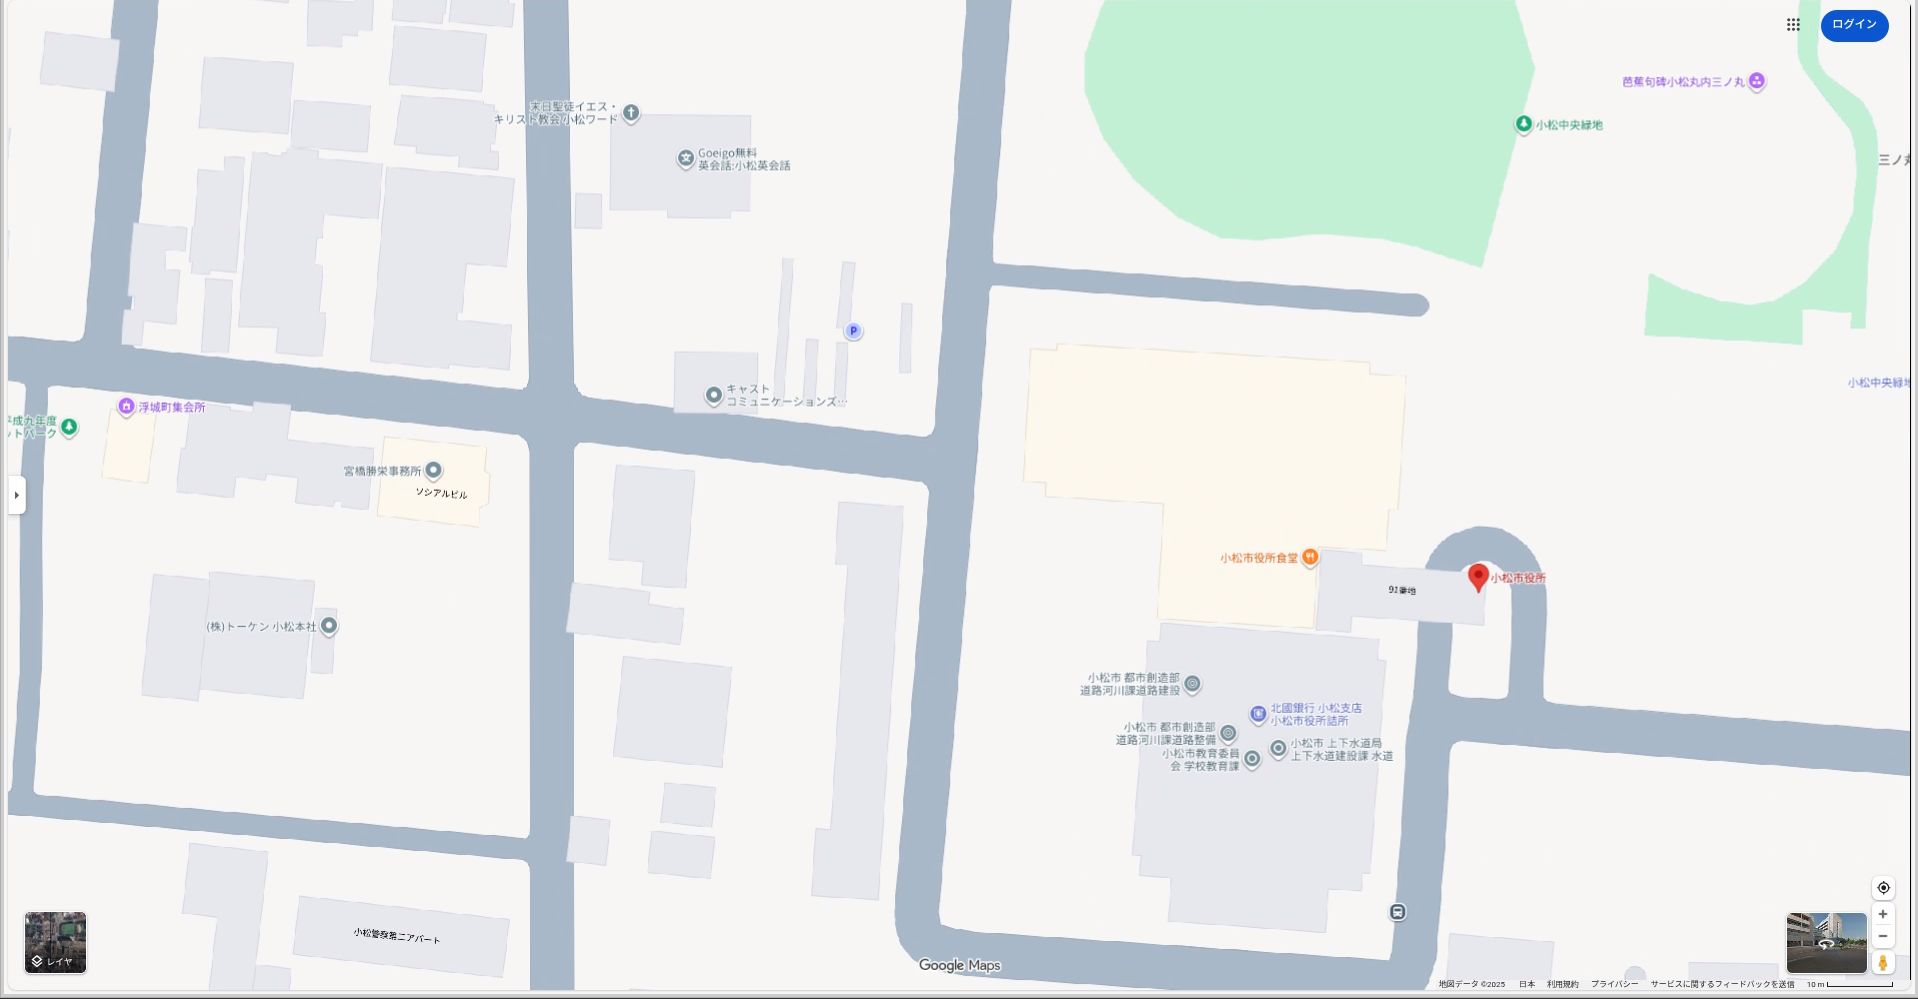 ログイン
芭蕉句碑小松丸内三ノ丸
末日聖徒イエス・
キリスト教会 小松ワード
小松中央緑地
Goeigo無料
英会話:小松英会話
三ノ丸
P
小松中央緑地
キャスト
コミュニケーションズ…
浮城町集会所
平成九年度
ットパーク
宮橋勝栄事務所
ソシアルビル
小松市役所食堂
小松市役所
91番地
(株)トーケン 小松本社
小松市 都市創造部
道路河川課道路建設
北國銀行 小松支店
小松市役所詰所
小松市 都市創造部
道路河川課道路整備
小松市 上下水道局
上下水道建設課 水道
小松市教育委員
会 学校教育課
小松警察第二アパート
レイヤ
Google Maps
地図データ ©2025 日本 利用規約 プライバシー サービスに関するフィードバックを送信 10 m